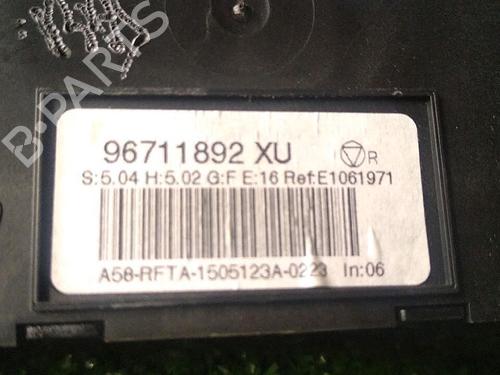 B-PARTS
96711892 XU
R
S:5.04 H:5.02 G:F E:16 Ref:E1061971
A58-RFTA-1505123A-0223 In:06